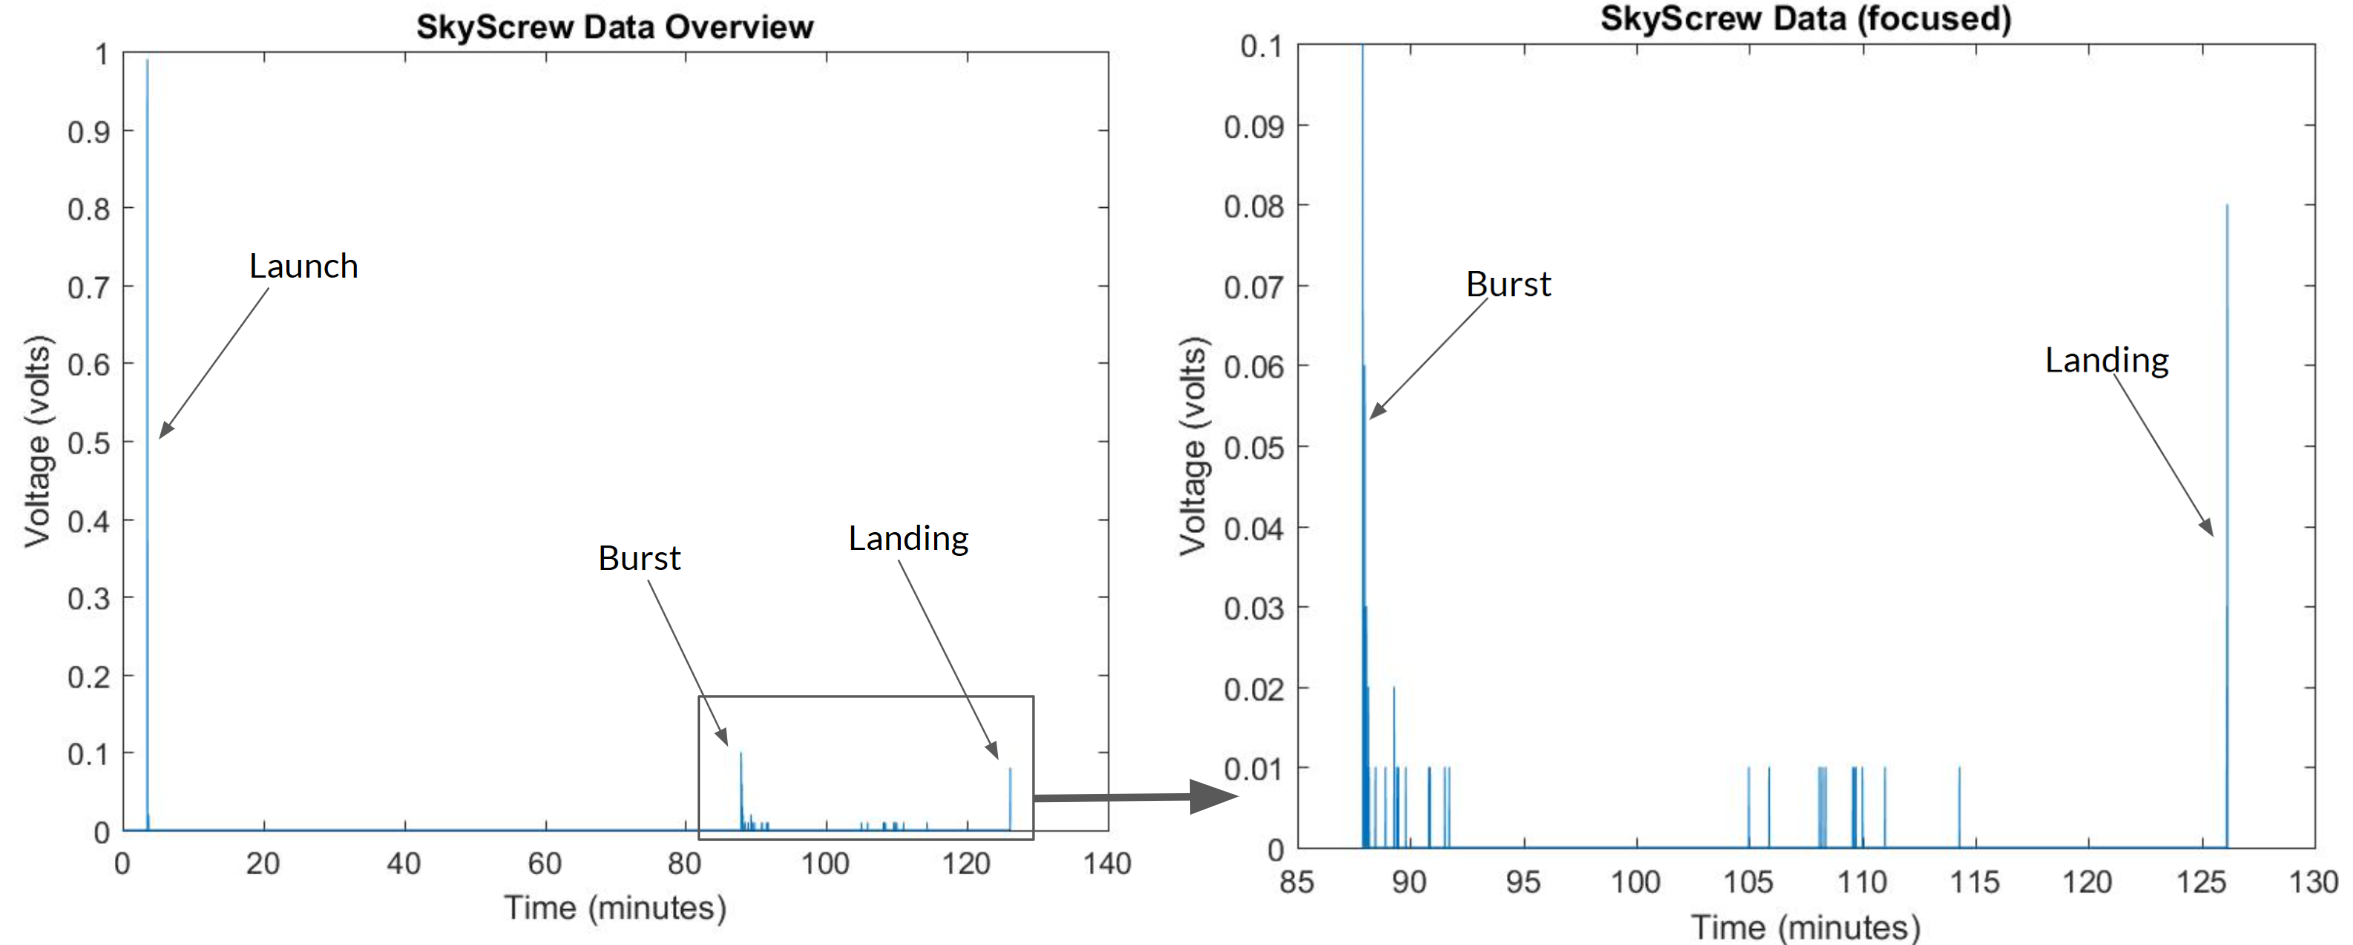 SkyScrew Data Overview
1
0.9
0.8
0.7
0.6
0.5
0.4
0.3
0.2
0.1
0
Voltage (volts)
Launch
Burst
Landing
0 20 40 60 80 100 120 140
Time (minutes)
SkyScrew Data (focused)
0.1
0.09
0.08
0.07
0.06
0.05
0.04
0.03
0.02
0.01
0
Voltage (volts)
Burst
Landing
85 90 95 100 105 110 115 120 125 130
Time (minutes)